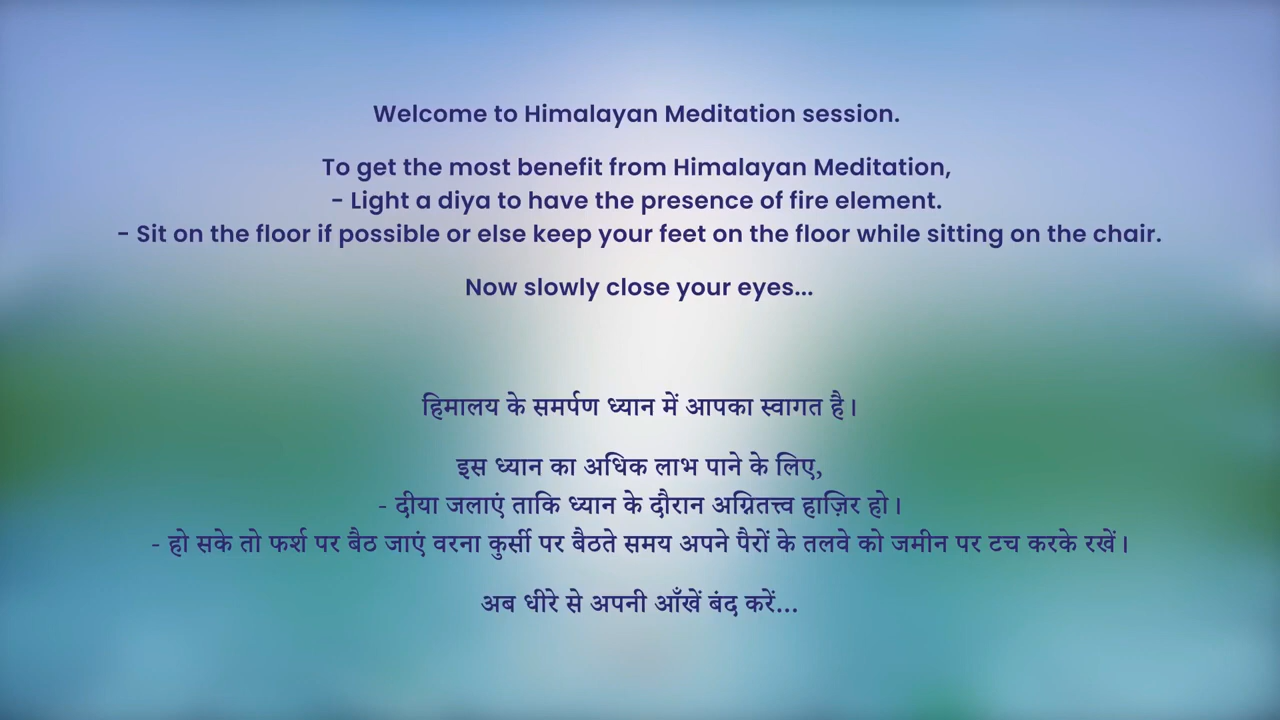 Welcome to Himalayan Meditation session.
To get the most benefit from Himalayan Meditation,
- Light a diya to have the presence of fire element.
- Sit on the floor if possible or else keep your feet on the floor while sitting on the chair.
Now slowly close your eyes...
हिमालय के समर्पण ध्यान में आपका स्वागत है।
इस ध्यान का अधिक लाभ पाने के लिए,
- दीया जलाएं ताकि ध्यान के दौरान अग्नितत्त्व हाज़िर हो।
- हो सके तो फर्श पर बैठ जाएं वरना कुर्सी पर बैठते समय अपने पैरों के तलवे को जमीन पर टच करके रखें।
अब धीरे से अपनी आँखें बंद करें...